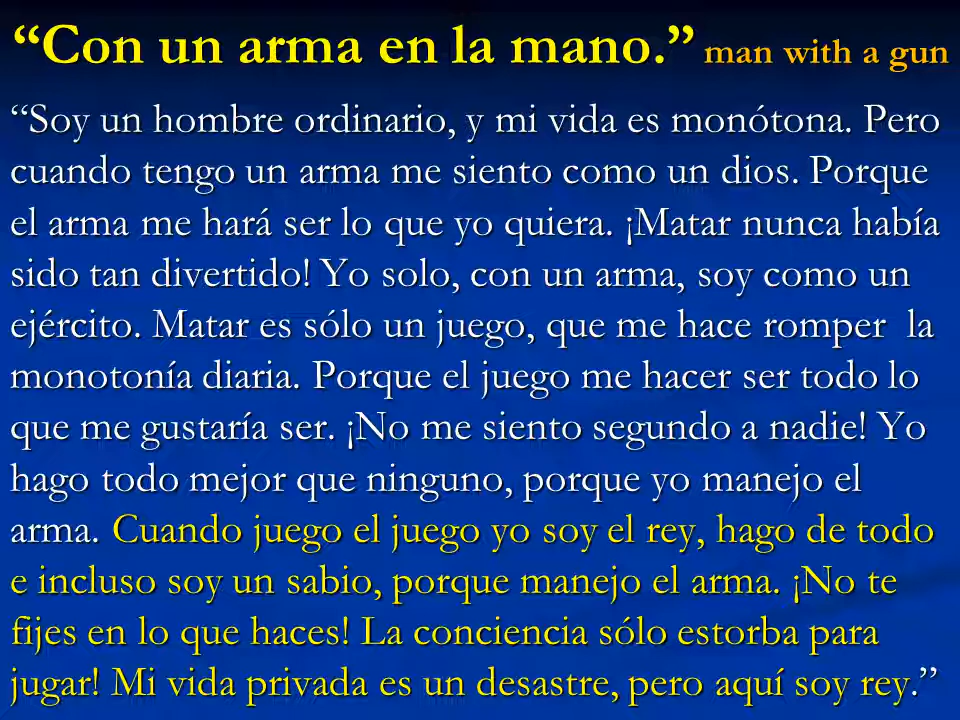 “Con un arma en la mano.” man with a gun
“Soy un hombre ordinario, y mi vida es monótona. Pero
cuando tengo un arma me siento como un dios. Porque
el arma me hará ser lo que yo quiera. ¡Matar nunca había
sido tan divertido! Yo solo, con un arma, soy como un
ejército. Matar es sólo un juego, que me hace romper la
monotonía diaria. Porque el juego me hacer ser todo lo
que me gustaría ser. ¡No me siento segundo a nadie! Yo
hago todo mejor que ninguno, porque yo manejo el
arma. Cuando juego el juego yo soy el rey, hago de todo
e incluso soy un sabio, porque manejo el arma. ¡No te
fijes en lo que haces! La conciencia sólo estorba para
jugar! Mi vida privada es un desastre, pero aquí soy rey.”